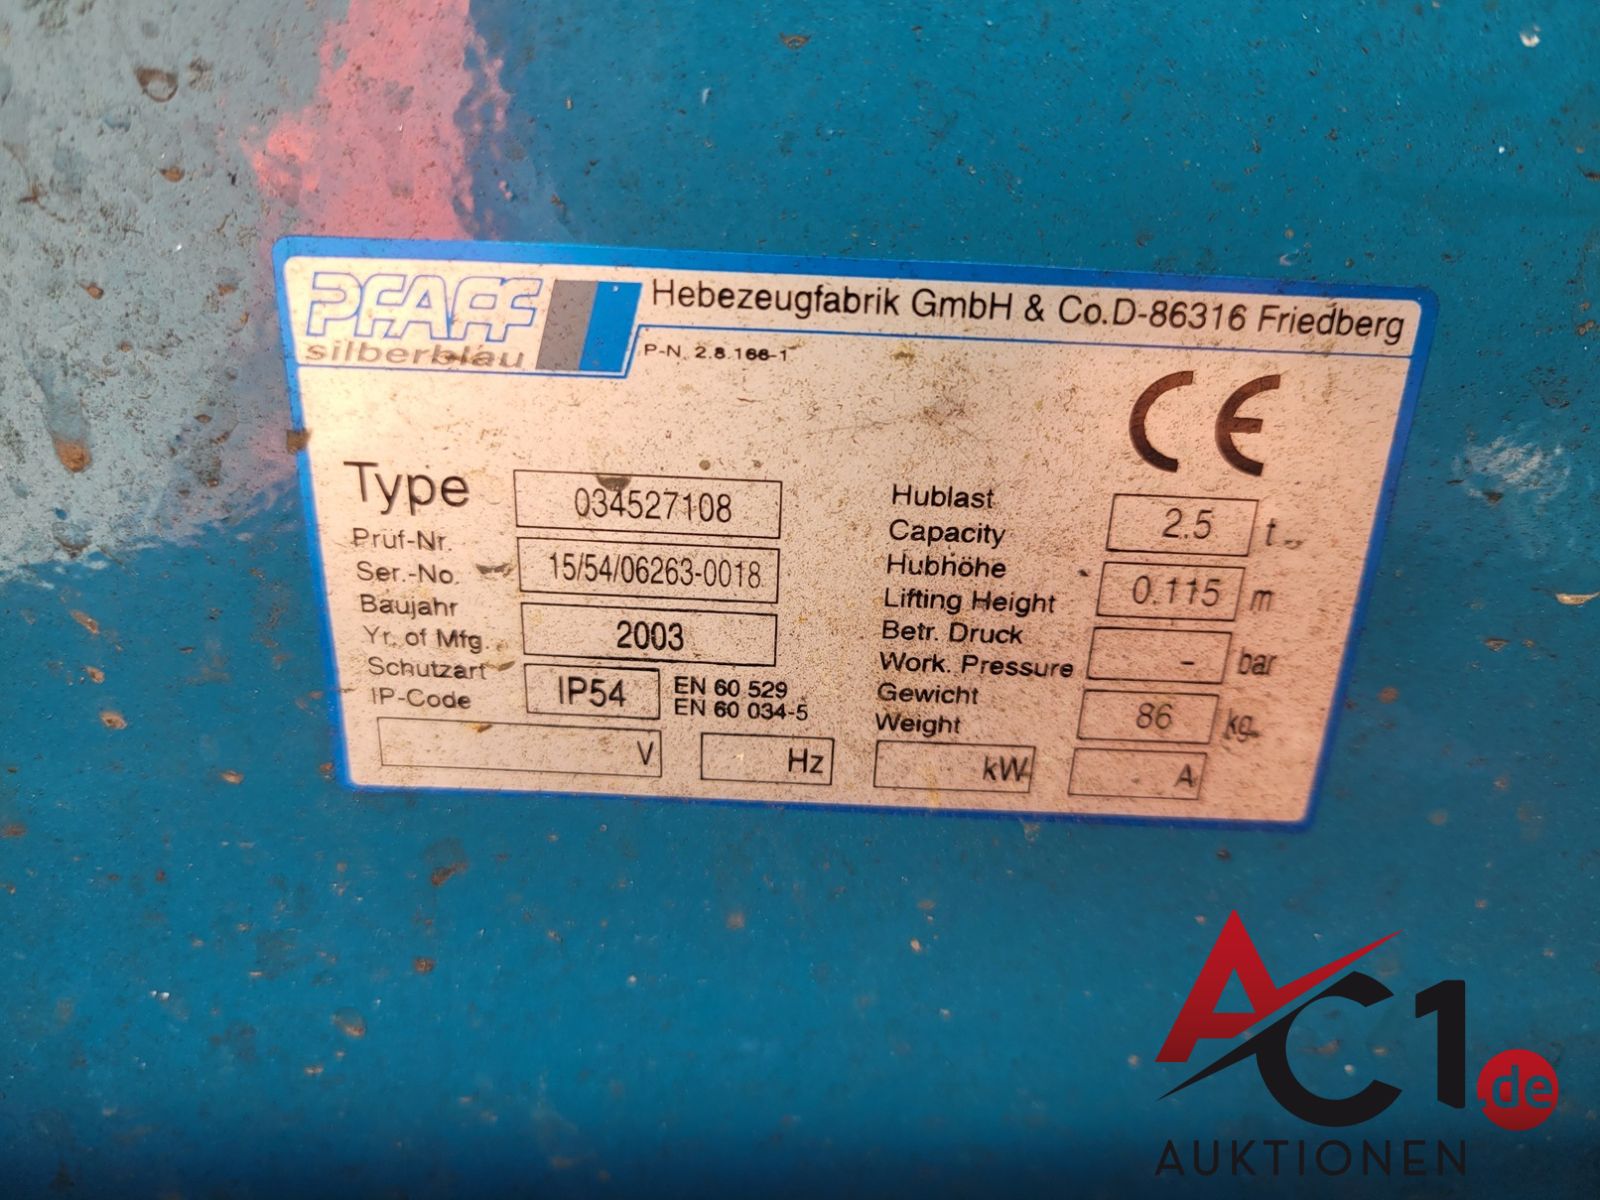 PFAFF
silberblau
Hebezeugfabrik GmbH & Co.D-86316 Friedberg
P-N. 2.8.166-1
CE
Type 034527108
Prüf-Nr.
Ser.-No. 15/54/06263-0018
Baujahr
Yr. of Mfg. 2003
Schutzart
IP-Code IP54
EN 60 529
EN 60 034-5
V Hz kW A
Hublast
Capacity 2.5 t
Hubhöhe
Lifting Height 0.115 m
Betr. Druck
Work. Pressure - bar
Gewicht
Weight 86 kg
AC1.de
AUKTIONEN